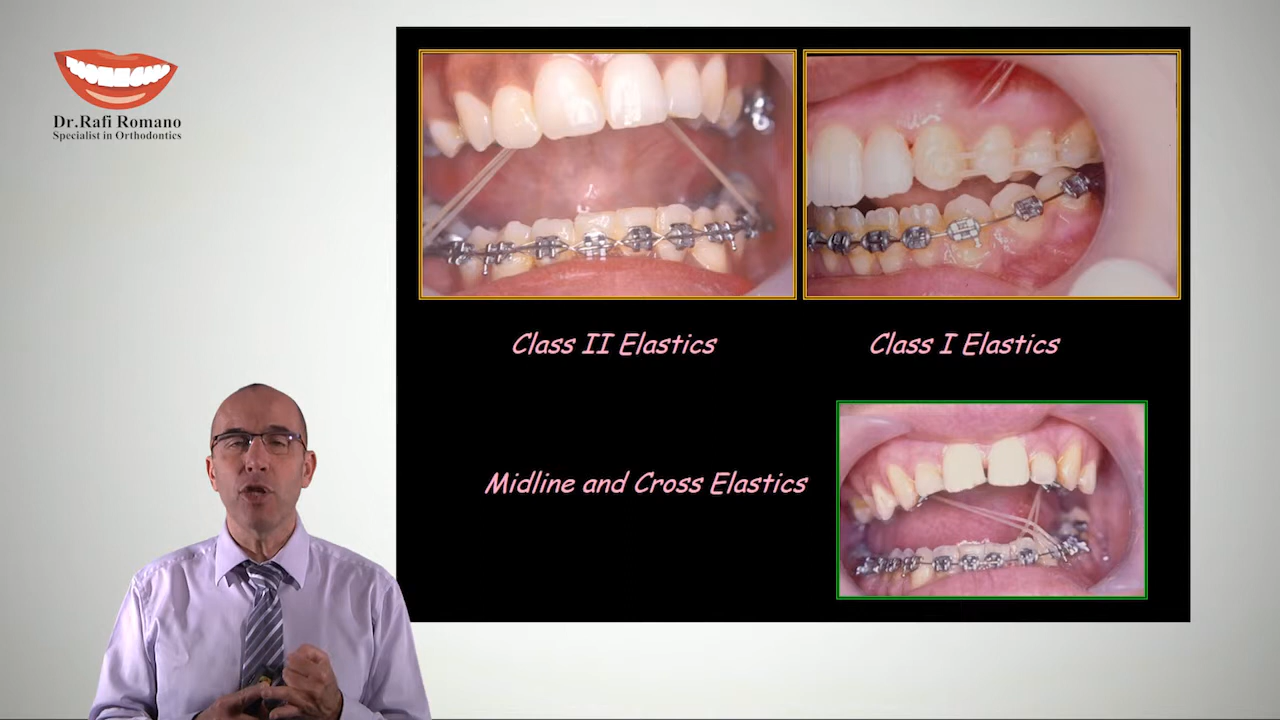 Dr.Rafi Romano
Specialist in Orthodontics
Class II Elastics
Class I Elastics
Midline and Cross Elastics